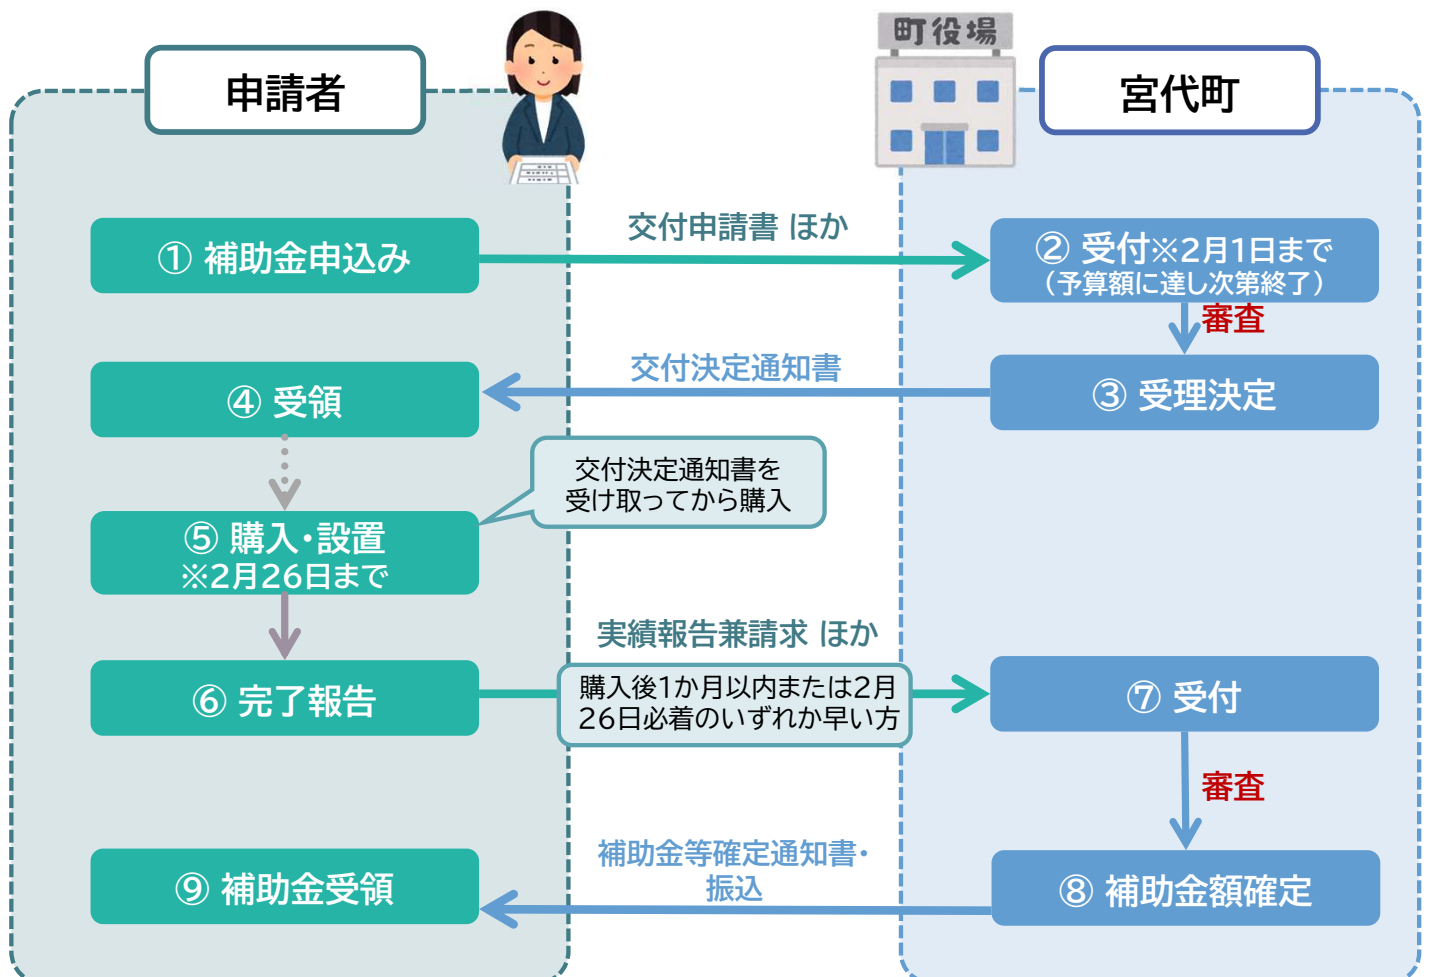 町役場
申請者
宮代町
① 補助金申込み
交付申請書 ほか
② 受付※2月1日まで
（予算額に達し次第終了）
審査
③ 受理決定
交付決定通知書
④ 受領
交付決定通知書を
受け取ってから購入
⑤ 購入・設置
※2月26日まで
⑥ 完了報告
実績報告兼請求 ほか
購入後1か月以内または2月
26日必着のいずれか早い方
⑦ 受付
審査
⑧ 補助金額確定
補助金等確定通知書・
振込
⑨ 補助金受領